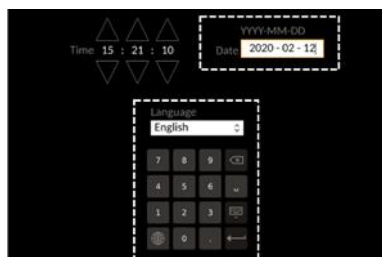 YYYY-MM-DD
Time 15 : 21 : 10
Date 2020 - 02 - 12
Language
English
7 8 9
4 5 6
1 2 3
0 .